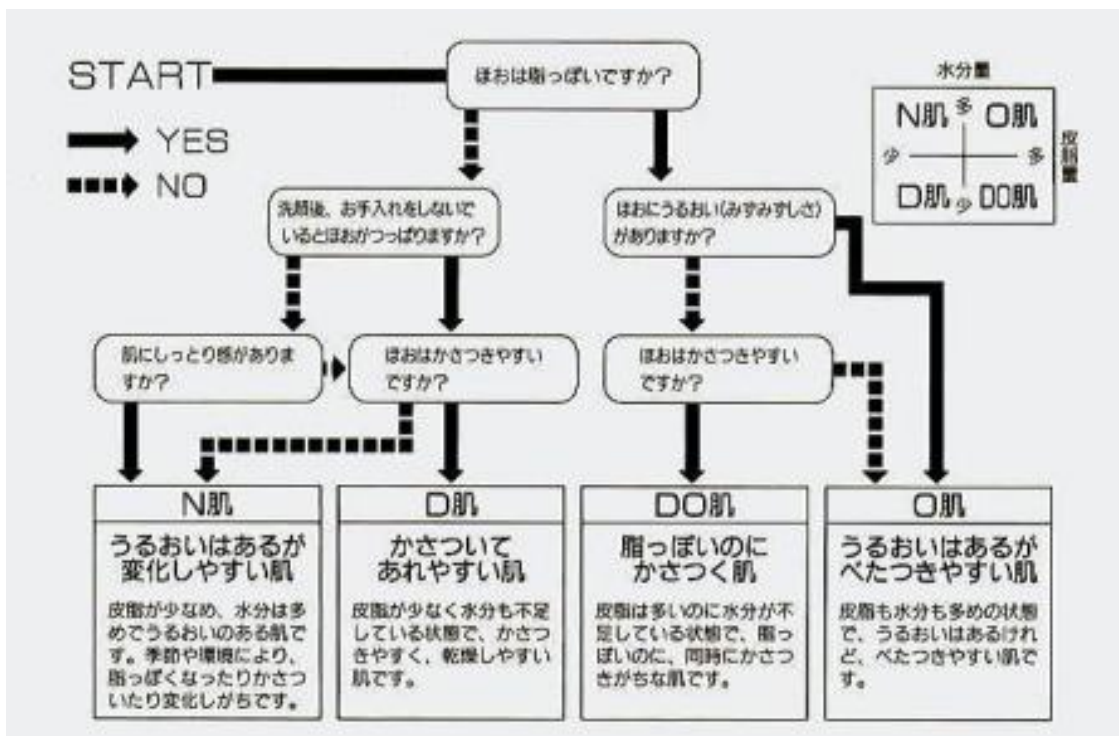 START
ほおは脂っぽいですか?
YES
NO
水分量
N肌
多
O肌
少
多
皮脂量
D肌
少
DO肌
洗顔後、お手入れをしないで
いるとほおがつっぱりますか?
ほおにうるおい(みずみずしさ)
がありますか?
肌にしっとり感がありま
すか?
ほおはかさつきやすい
ですか?
ほおはかさつきやすい
ですか?
N肌
うるおいはあるが
変化しやすい肌
皮脂が少なめ、水分は多
めでうるおいのある肌で
す。季節や環境により、
脂っぽくなったりかさつ
いたり変化しがちです。
D肌
かさついて
あれやすい肌
皮脂が少なく水分も不足
している状態で、かさつ
きやすく、乾燥しやすい
肌です。
DO肌
脂っぽいのに
かさつく肌
皮脂は多いのに水分が不
足している状態で、脂っ
ぽいのに、同時にかさつ
きがちな肌です。
O肌
うるおいはあるが
べたつきやすい肌
皮脂も水分も多めの状態
で、うるおいはあるけれ
ど、べたつきやすい肌で
す。